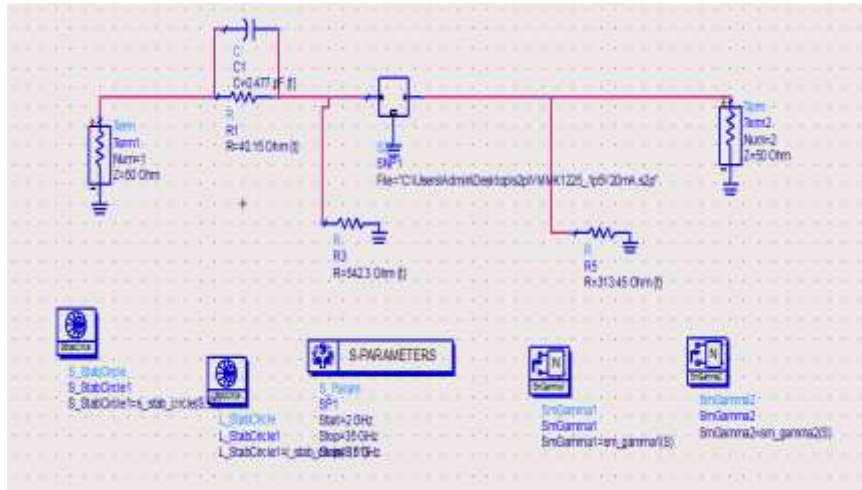 C
C1
C=0.477 pF (t)
R
R1
R=40.15 Ohm (t)
Term
Term1
Num=1
Z=50 Ohm
SNP1
Term
Term2
Num=2
Z=50 Ohm
R
R3
R=642.3 Ohm (t)
R
R5
R=313.45 Ohm (t)
S_StabCircle
S_StabCircle1
L_StabCircle
L_StabCircle1
S-PARAMETERS
S_Param
SP1
Start=2 GHz
Stop=35 GHz
N
SmGamma1
SmGamma1
SmGamma1=sm_gamma1(S)
N
SmGamma2
SmGamma2
SmGamma2=sm_gamma2(S)